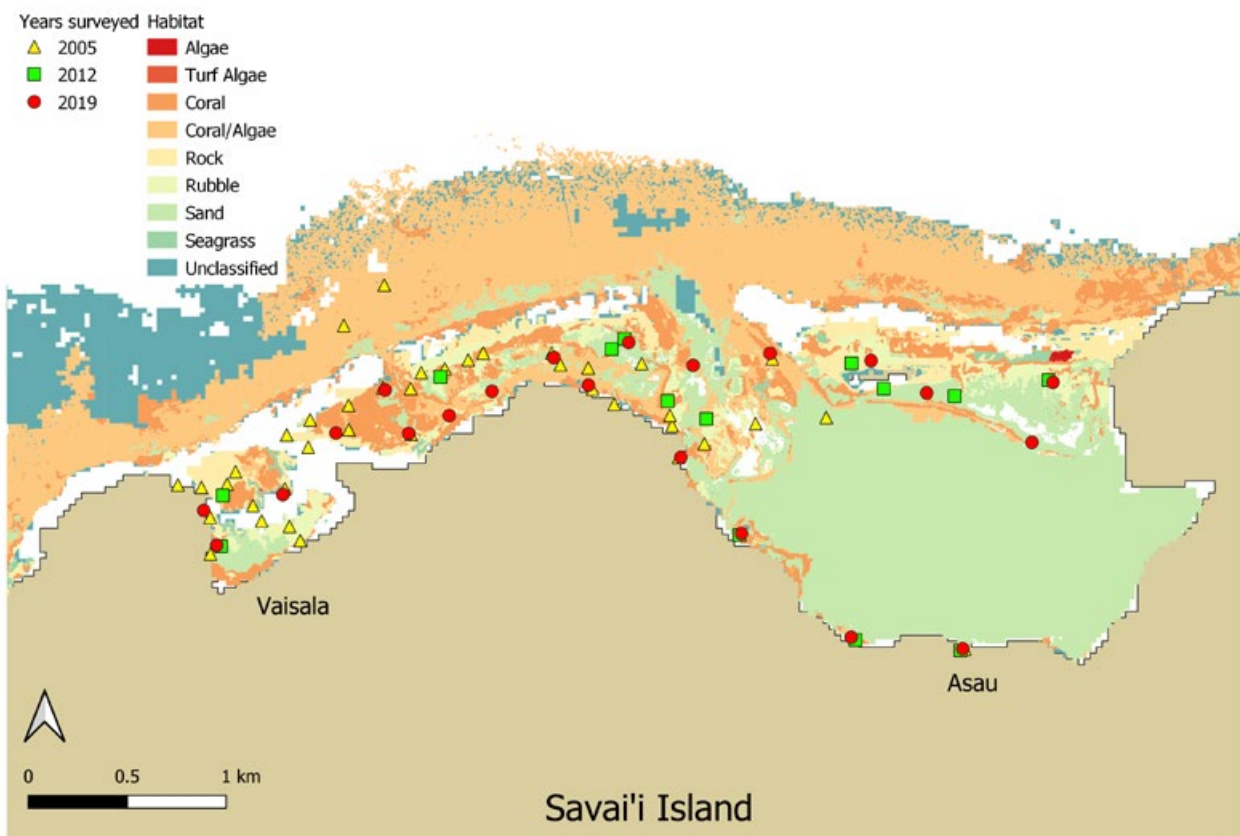 Years surveyed Habitat
2005
2012
2019
Algae
Turf Algae
Coral
Coral/Algae
Rock
Rubble
Sand
Seagrass
Unclassified
Vaisala
Asau
0 0.5 1 km
Savai'i Island